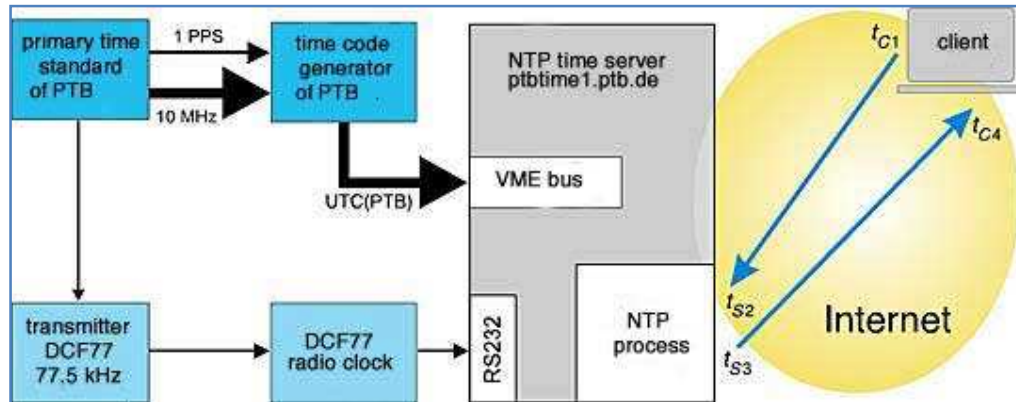 primary time
standard
of PTB
1 PPS
10 MHz
time code
generator
of PTB
UTC(PTB)
NTP time server
ptbtime1.ptb.de
VME bus
transmitter
DCF77
77.5 kHz
DCF77
radio clock
RS232
NTP
process
tC1
client
tC4
tS2
tS3
Internet